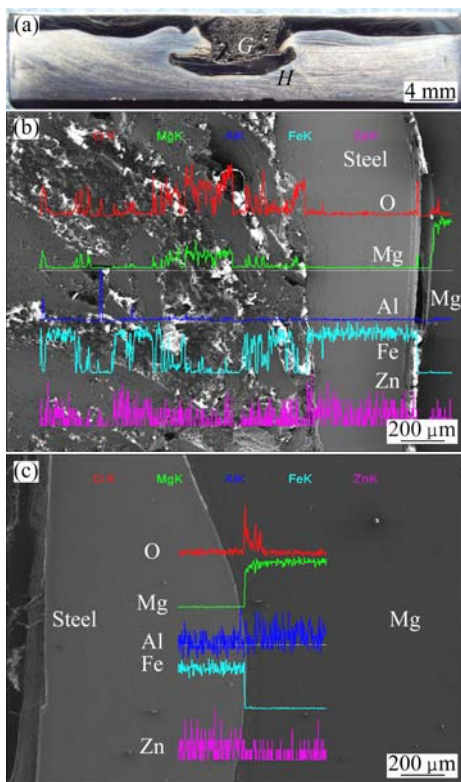 (a)
G
H
4 mm
(b)
MgK AlK FeK ZnK
Steel
O
Mg
Mg
Al
Fe
Zn
200 μm
(c)
MgK AlK FeK ZnK
O
Mg
Steel
Al
Mg
Fe
Zn
200 μm